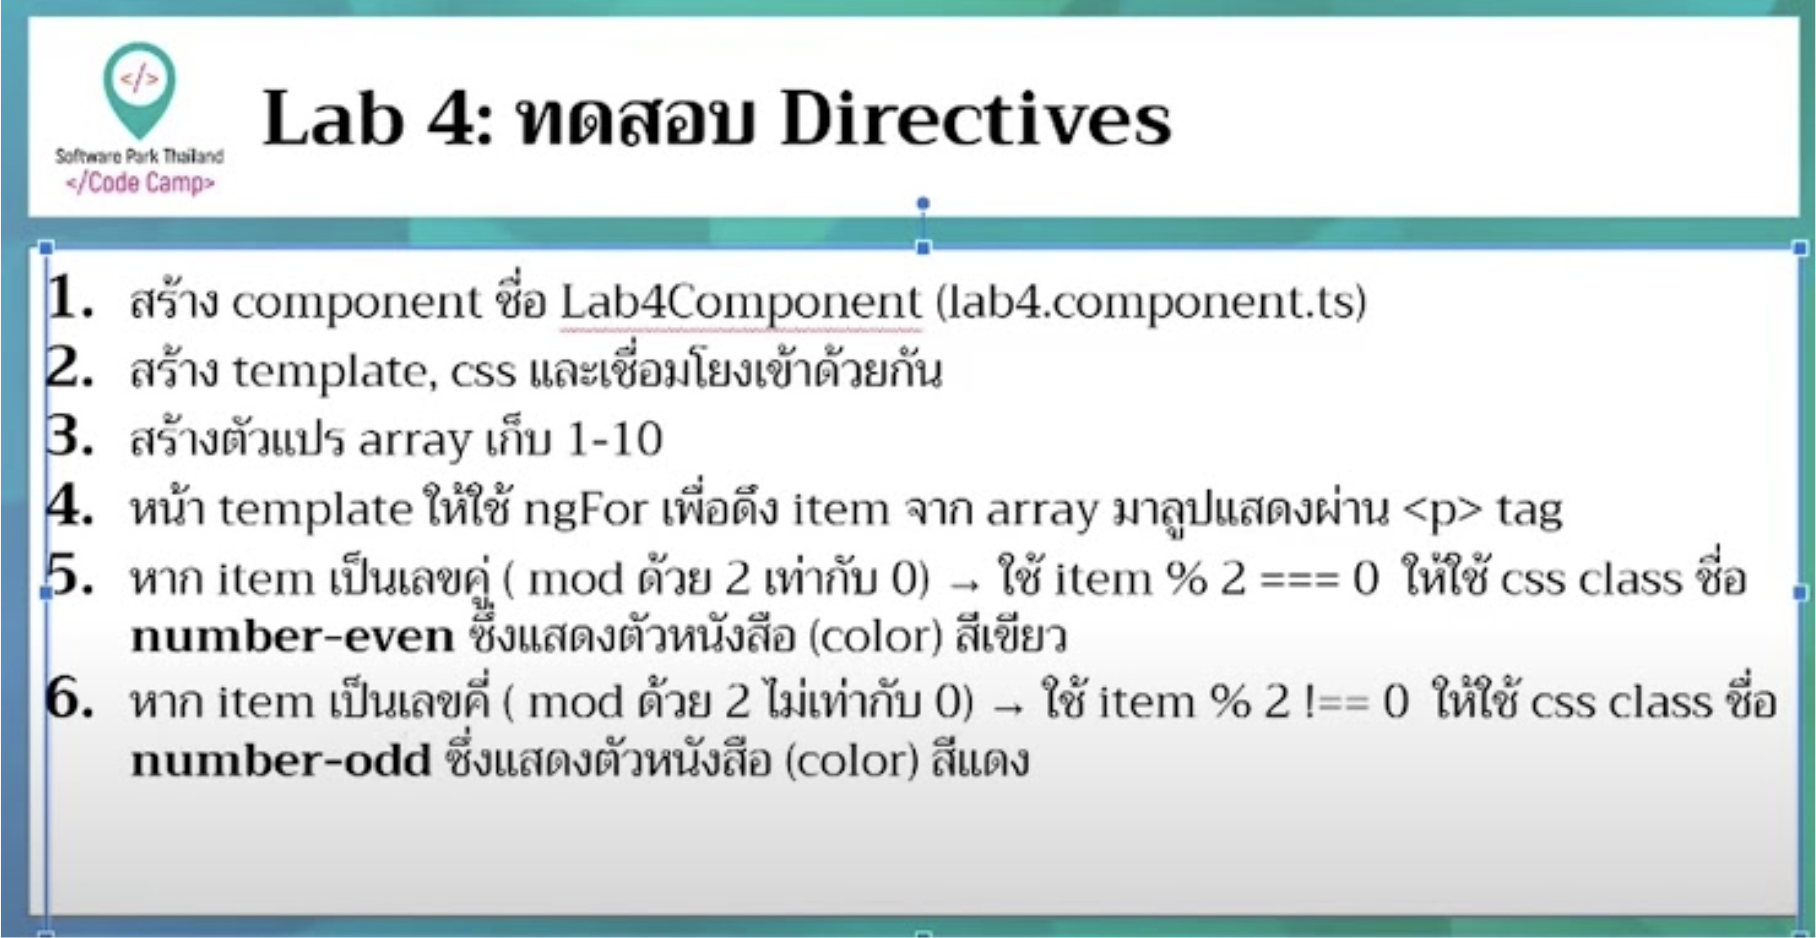 </>
Software Park Thailand
</Code Camp>
Lab 4: ทดสอบ Directives
1. สร้าง component ชื่อ Lab4Component (lab4.component.ts)
2. สร้าง template, css และเชื่อมโยงเข้าด้วยกัน
3. สร้างตัวแปร array เก็บ 1-10
4. หน้า template ให้ใช้ ngFor เพื่อดึง item จาก array มาลูปแสดงผ่าน <p> tag
5. หาก item เป็นเลขคู่ ( mod ด้วย 2 เท่ากับ 0) → ใช้ item % 2 === 0 ให้ใช้ css class ชื่อ
number-even ซึ่งแสดงตัวหนังสือ (color) สีเขียว
6. หาก item เป็นเลขคี่ ( mod ด้วย 2 ไม่เท่ากับ 0) → ใช้ item % 2 !== 0 ให้ใช้ css class ชื่อ
number-odd ซึ่งแสดงตัวหนังสือ (color) สีแดง